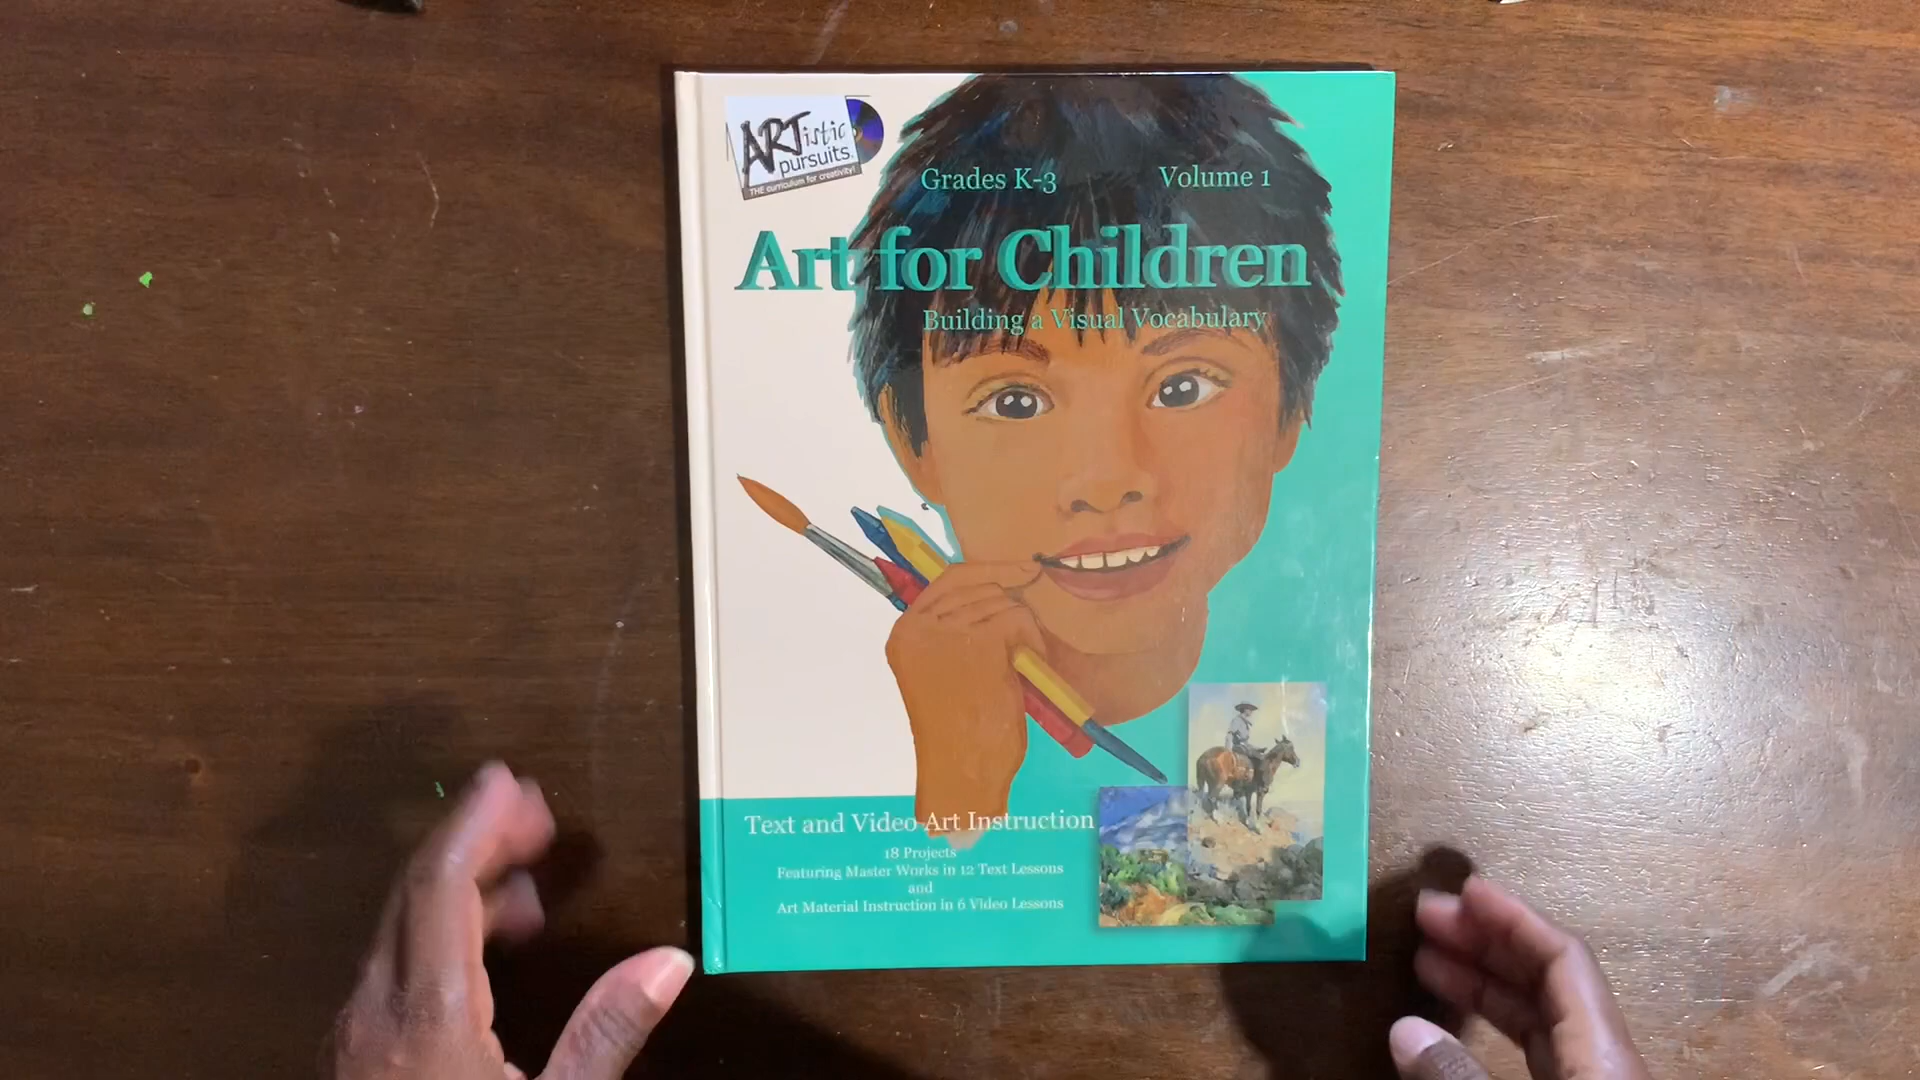 ARTistic
pursuits.
THE curriculum for creativity!
Grades K-3
Volume 1
Art for Children
Building a Visual Vocabulary
Text and Video Art Instruction
18 Projects
Featuring Master Works in 12 Text Lessons
and
Art Material Instruction in 6 Video Lessons